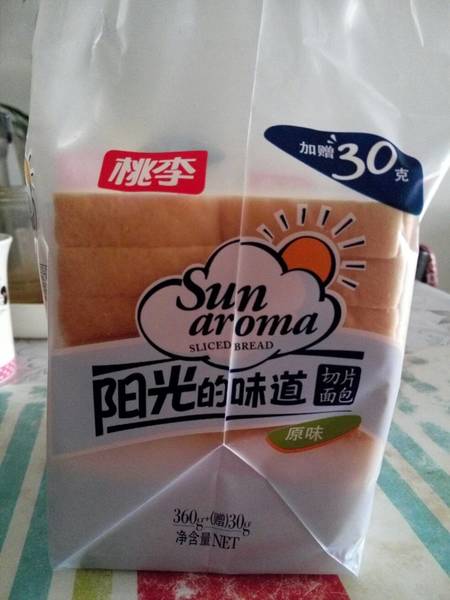 桃李
加赠30克
Sun
aroma
SLICED BREAD
阳光的味道
切片
面包
原味
360g+(赠)30g
净含量NET